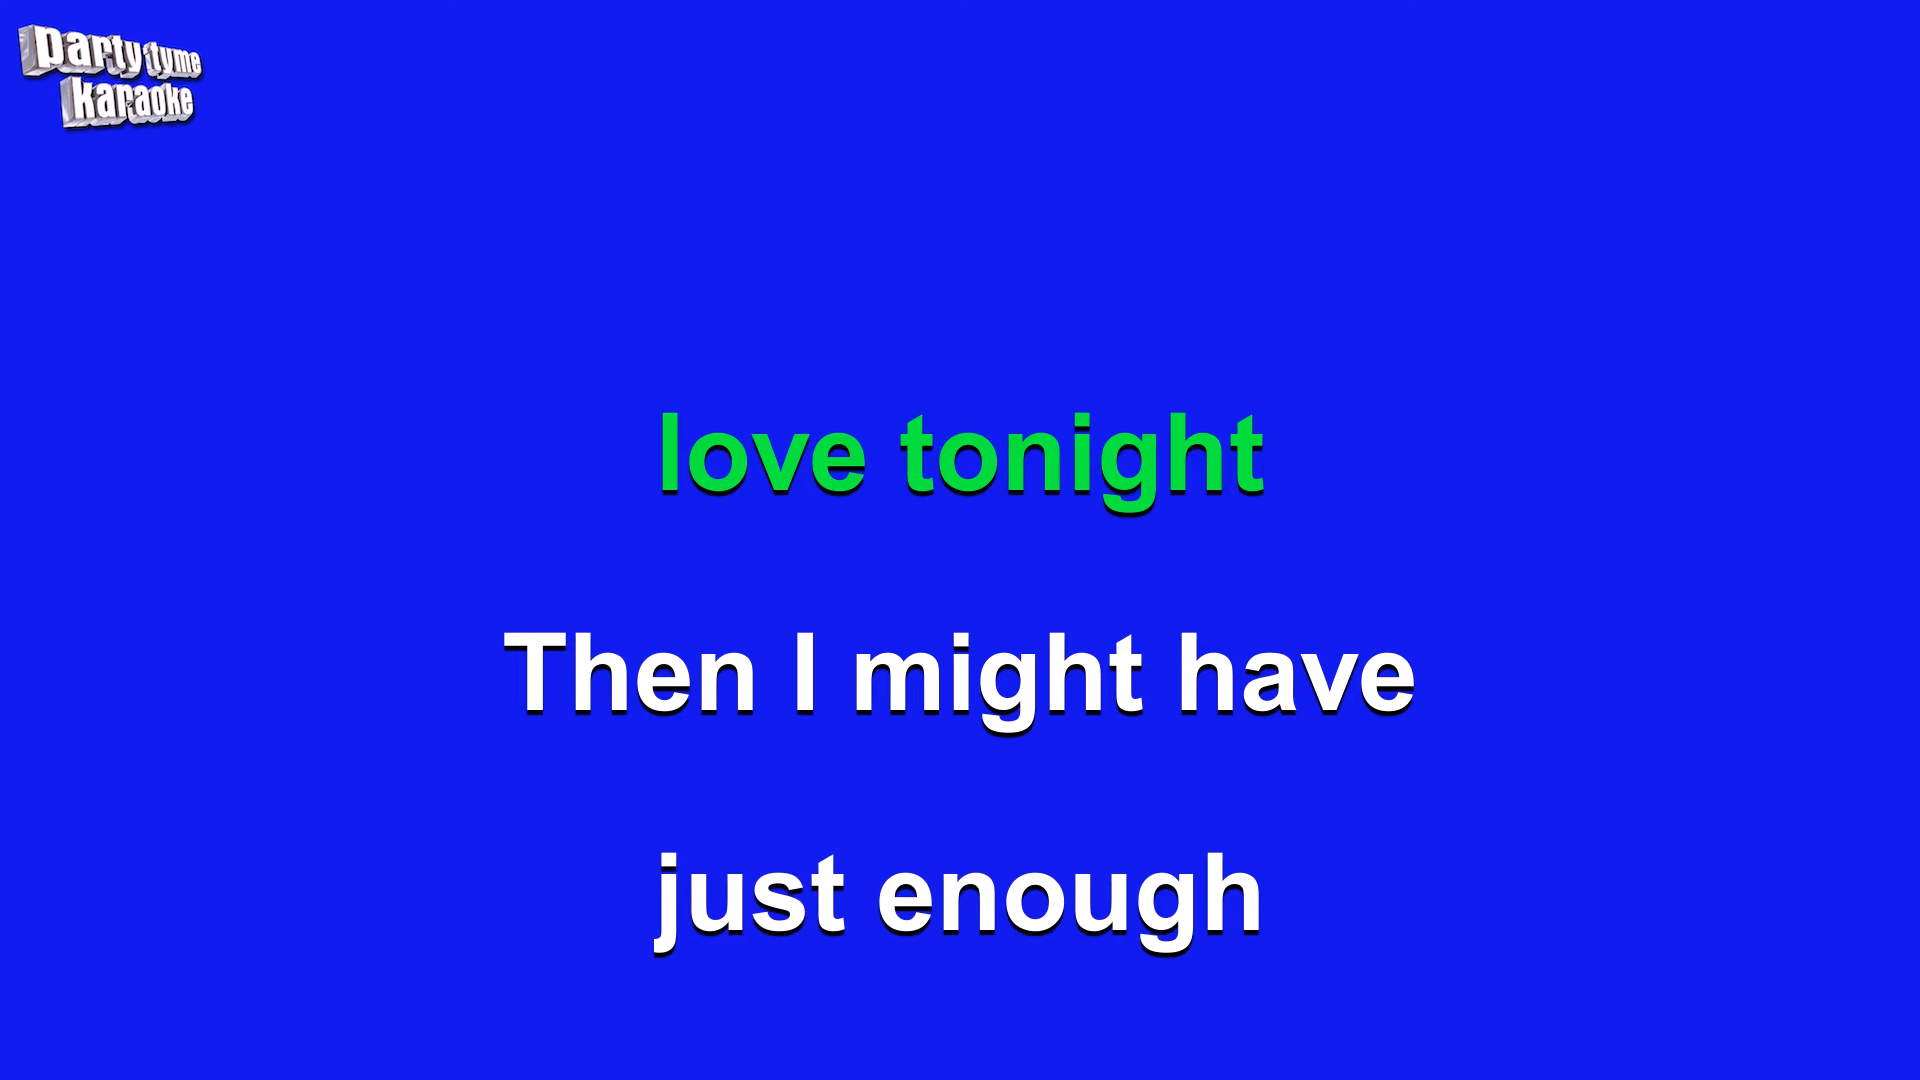 party tyme
karaoke
love tonight
Then I might have
just enough